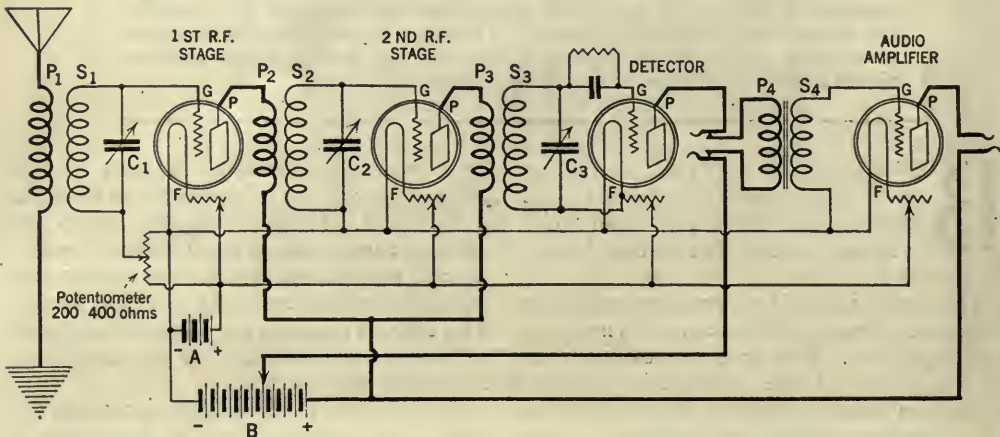 1 ST R.F.
STAGE
2 ND R.F.
STAGE
DETECTOR
AUDIO
AMPLIFIER
P1
S1
G
P
P2
S2
G
P
P3
S3
G
P
P4
S4
G
P
C1
C2
C3
F
F
F
F
Potentiometer
200 400 ohms
- A +
- B +